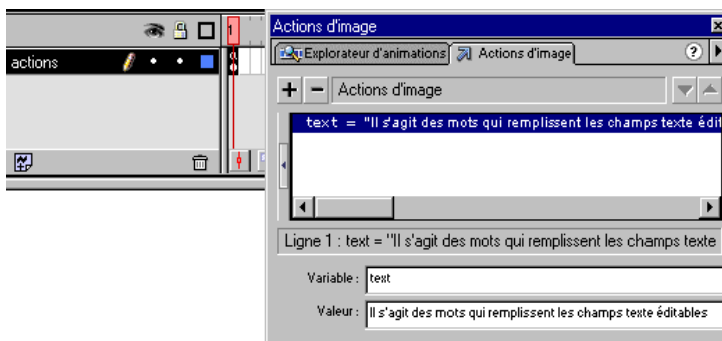 1
actions
Actions d'image
Explorateur d'animations Actions d'image ?
+ - Actions d'image
text = "Il s'agit des mots qui remplissent les champs texte édit
Ligne 1 : text = "Il s'agit des mots qui remplissent les champs texte
Variable : text
Valeur : Il s'agit des mots qui remplissent les champs texte éditables